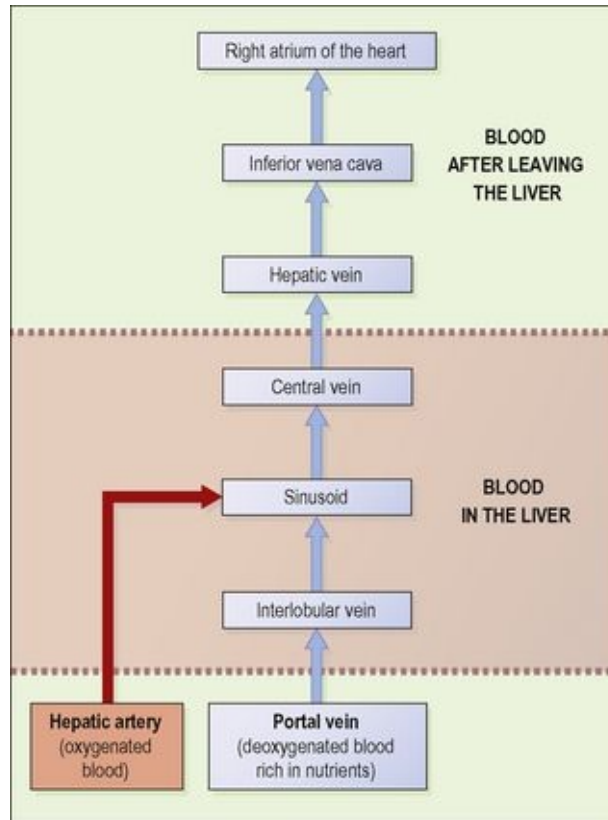 Right atrium of the heart
Inferior vena cava
BLOOD
AFTER LEAVING
THE LIVER
Hepatic vein
Central vein
Sinusoid
BLOOD
IN THE LIVER
Interlobular vein
Hepatic artery
(oxygenated
blood)
Portal vein
(deoxygenated blood
rich in nutrients)